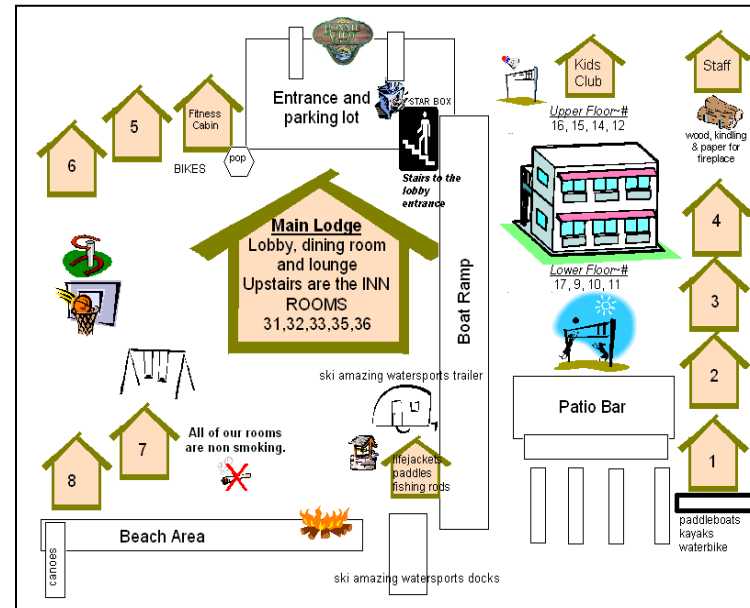 BONNIE
VIEW
Entrance and
parking lot
STAR BOX
Stairs to the
lobby
entrance
Kids
Club
Staff
wood, kindling
& paper for
fireplace
Upper Floor~#
16, 15, 14, 12
Lower Floor~#
17, 9, 10, 11
6
5
Fitness
Cabin
BIKES
pop
Main Lodge
Lobby, dining room
and lounge
Upstairs are the INN
ROOMS
31,32,33,35,36
Boat Ramp
4
3
2
1
Patio Bar
ski amazing watersports trailer
All of our rooms
are non smoking.
7
8
lifejackets
paddles
fishing rods
paddleboats
kayaks
waterbike
Beach Area
canoes
ski amazing watersports docks